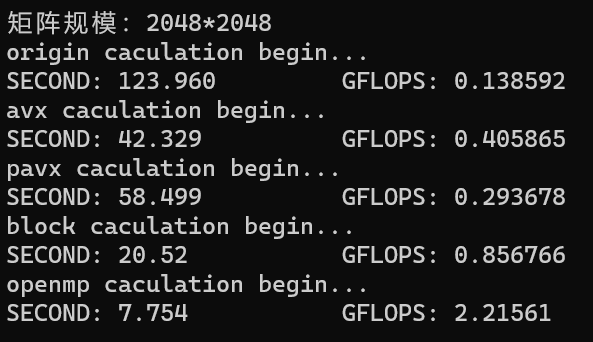 矩阵规模：2048*2048
origin caculation begin...
SECOND: 123.960 GFLOPS: 0.138592
avx caculation begin...
SECOND: 42.329 GFLOPS: 0.405865
pavx caculation begin...
SECOND: 58.499 GFLOPS: 0.293678
block caculation begin...
SECOND: 20.52 GFLOPS: 0.856766
openmp caculation begin...
SECOND: 7.754 GFLOPS: 2.21561